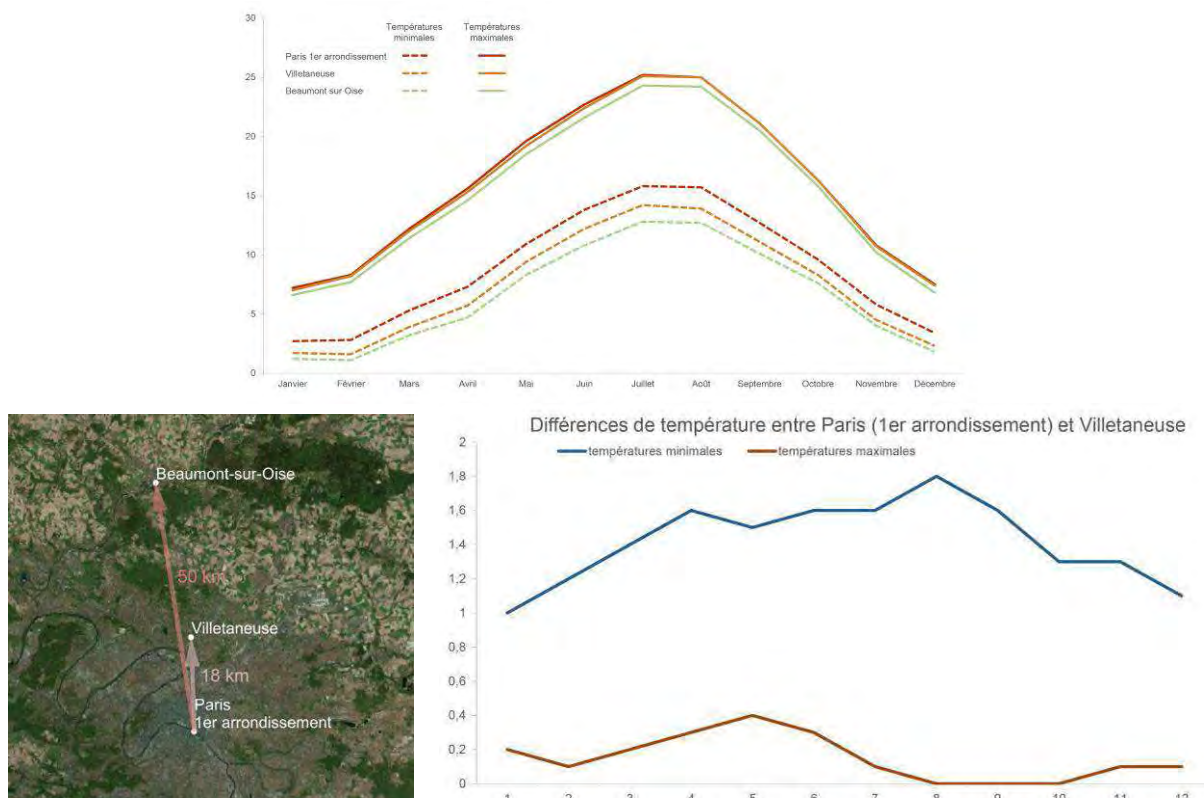 30
25
20
15
10
5
0
Températures minimales
Températures maximales
Paris 1er arrondissement
Villetaneuse
Beaumont sur Oise
Janvier Février Mars Avril Mai Juin Juillet Août Septembre Octobre Novembre Décembre
Beaumont-sur-Oise
50 km
Villetaneuse
18 km
Paris
1er arrondissement
Différences de température entre Paris (1er arrondissement) et Villetaneuse
températures minimales températures maximales
2
1,8
1,6
1,4
1,2
1
0,8
0,6
0,4
0,2
0
1 2 3 4 5 6 7 8 9 10 11 12